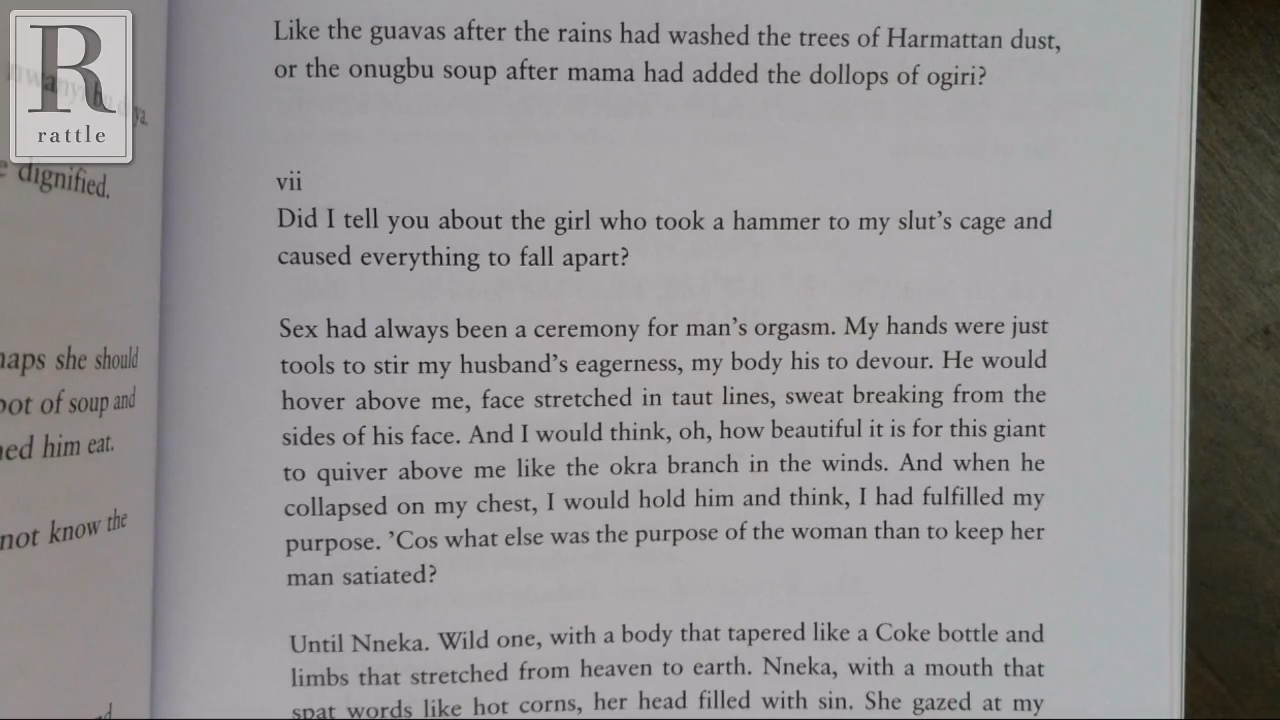 R
rattle
dignified.
she should
of soup and
him eat.
not know the
Like the guavas after the rains had washed the trees of Harmattan dust,
or the onugbu soup after mama had added the dollops of ogiri?
vii
Did I tell you about the girl who took a hammer to my slut's cage and
caused everything to fall apart?
Sex had always been a ceremony for man's orgasm. My hands were just
tools to stir my husband's eagerness, my body his to devour. He would
hover above me, face stretched in taut lines, sweat breaking from the
sides of his face. And I would think, oh, how beautiful it is for this giant
to quiver above me like the okra branch in the winds. And when he
collapsed on my chest, I would hold him and think, I had fulfilled my
purpose. ’Cos what else was the purpose of the woman than to keep her
man satiated?
Until Nneka. Wild one, with a body that tapered like a Coke bottle and
limbs that stretched from heaven to earth. Nneka, with a mouth that
spat words like hot corns, her head filled with sin. She gazed at my